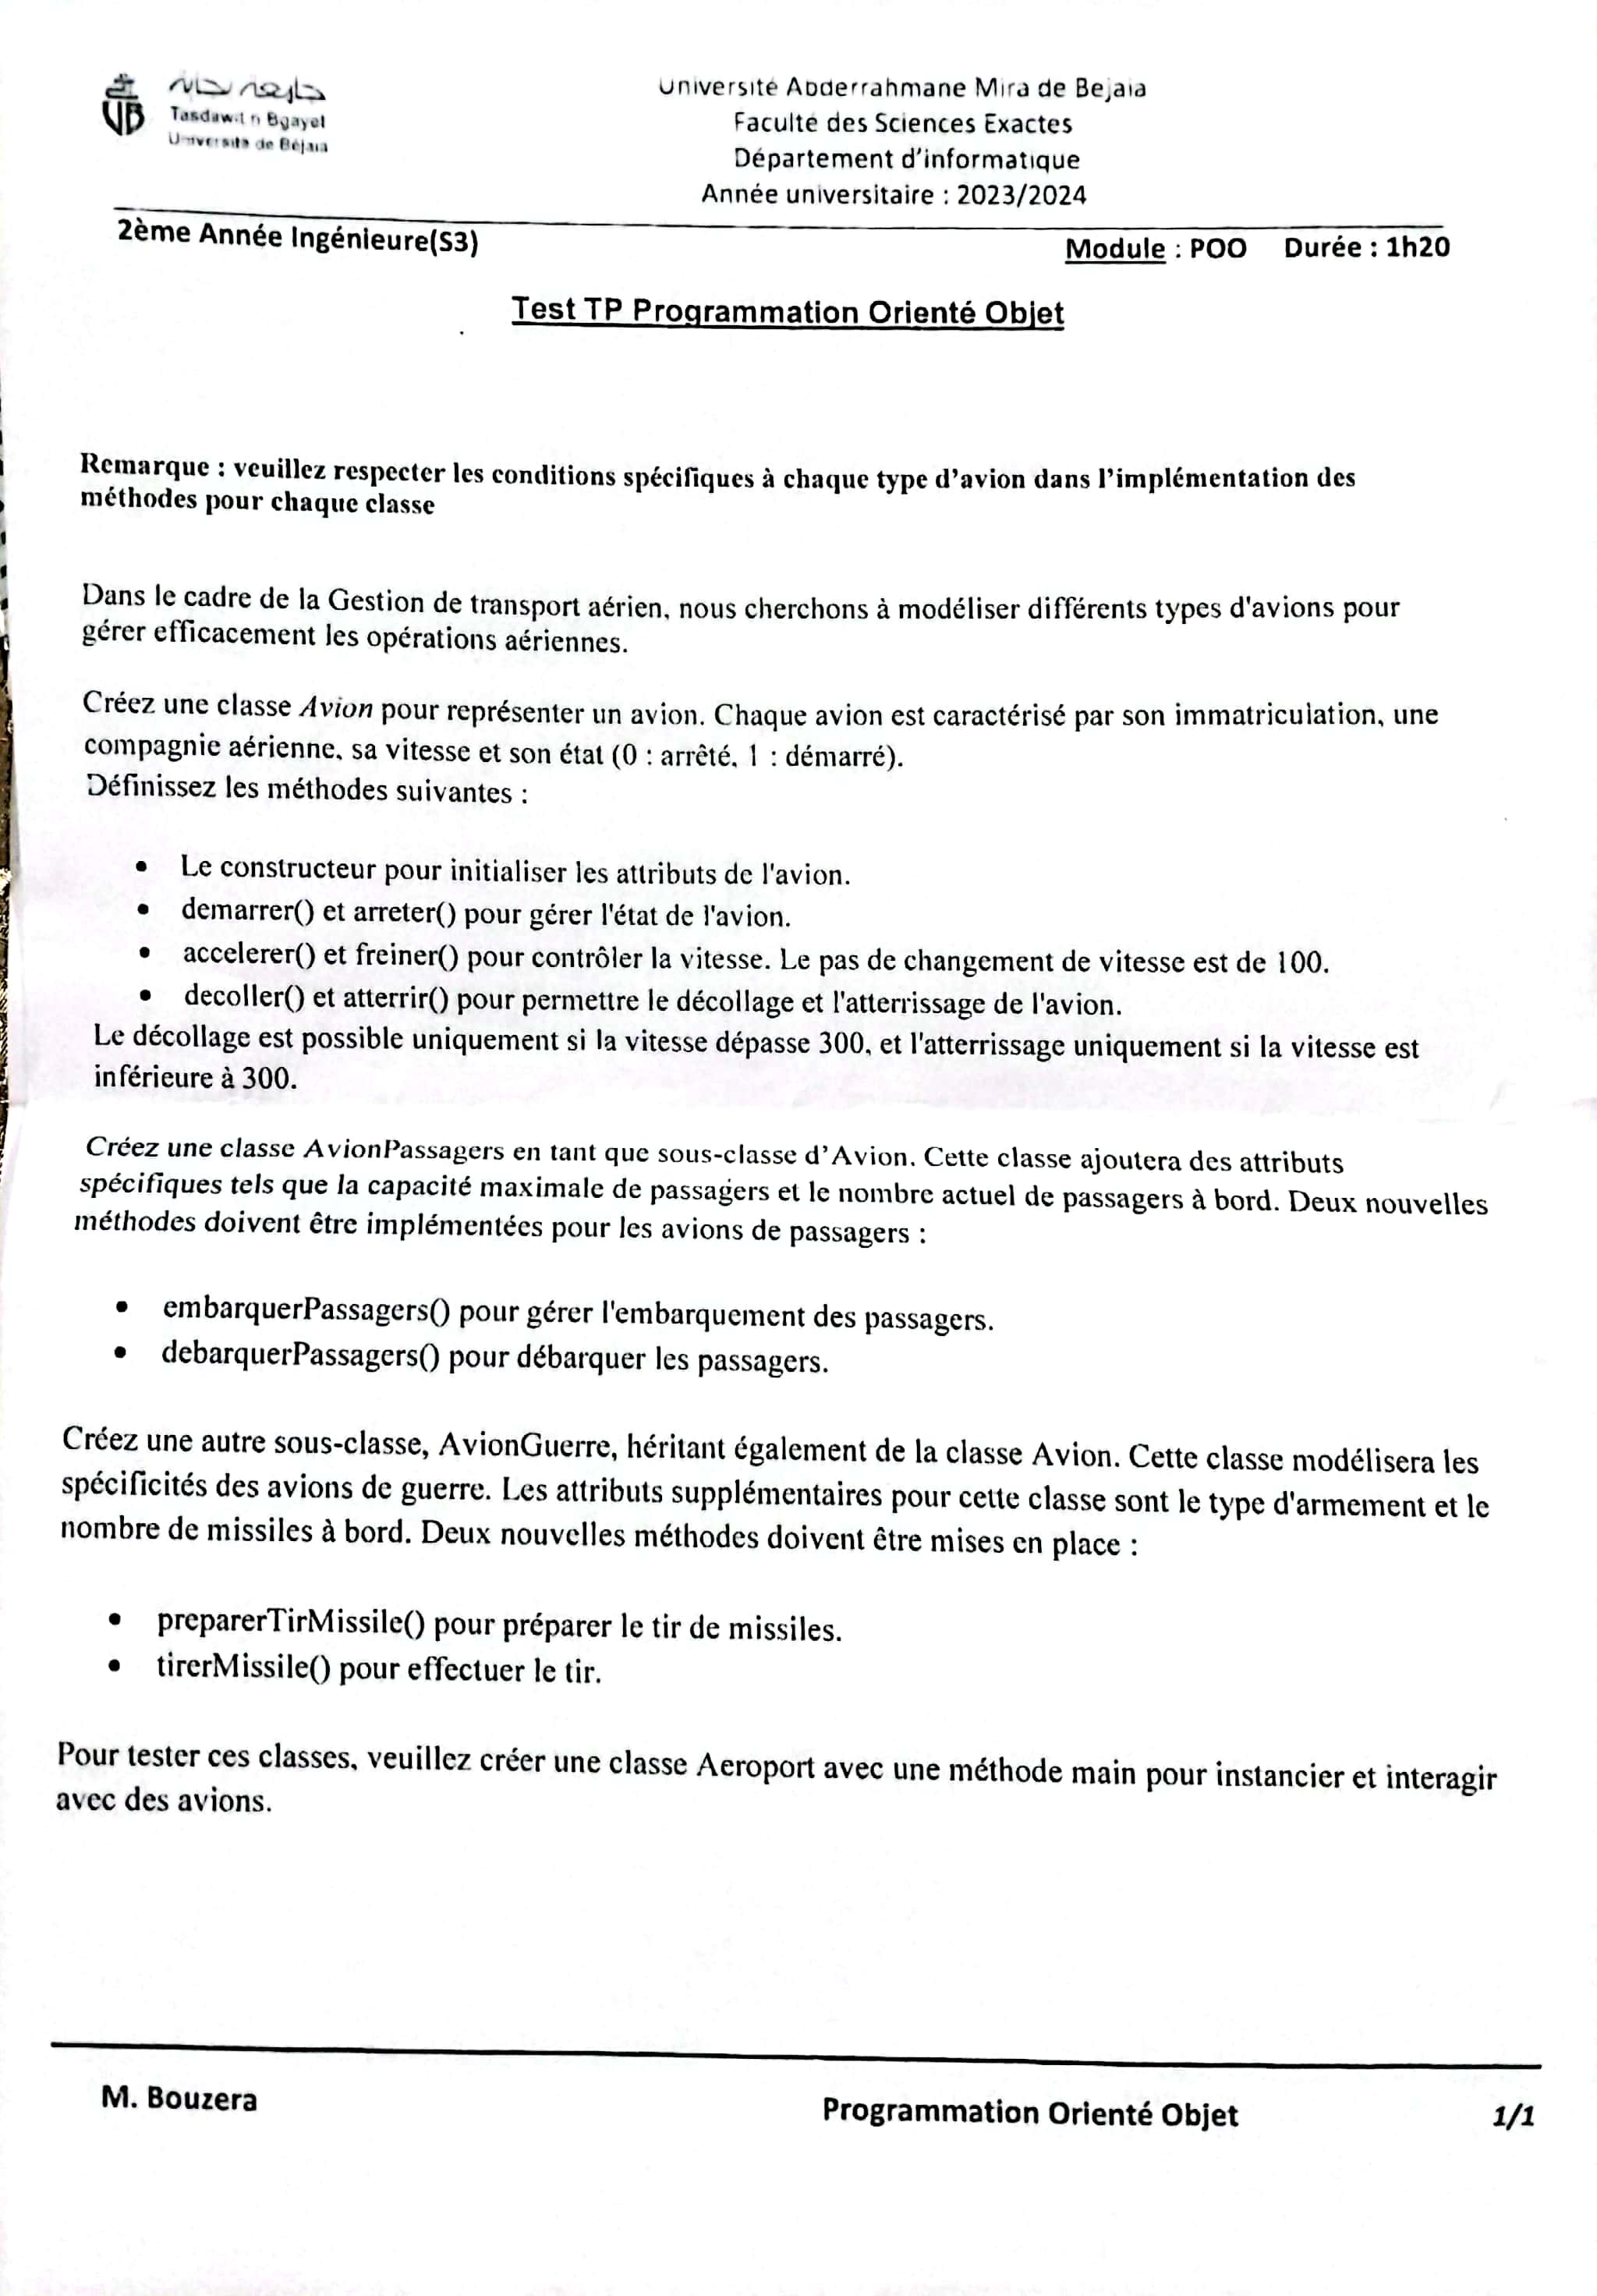 جامعة بجاية
Tasdawit n Bgayet
Université de Béjaïa
Université Abderrahmane Mira de Bejaia
Faculté des Sciences Exactes
Département d'informatique
Année universitaire : 2023/2024
2ème Année Ingénieure(S3)
Module : POO Durée : 1h20
Test TP Programmation Orienté Objet
Remarque : veuillez respecter les conditions spécifiques à chaque type d'avion dans l'implémentation des
méthodes pour chaque classe
Dans le cadre de la Gestion de transport aérien, nous cherchons à modéliser différents types d'avions pour
gérer efficacement les opérations aériennes.
Créez une classe Avion pour représenter un avion. Chaque avion est caractérisé par son immatriculation, une
compagnie aérienne, sa vitesse et son état (0 : arrêté, 1 : démarré).
Définissez les méthodes suivantes :
• Le constructeur pour initialiser les attributs de l'avion.
• demarrer() et arreter() pour gérer l'état de l'avion.
• accelerer() et freiner() pour contrôler la vitesse. Le pas de changement de vitesse est de 100.
• decoller() et atterrir() pour permettre le décollage et l'atterrissage de l'avion.
Le décollage est possible uniquement si la vitesse dépasse 300, et l'atterrissage uniquement si la vitesse est
inférieure à 300.
Créez une classe AvionPassagers en tant que sous-classe d'Avion. Cette classe ajoutera des attributs
spécifiques tels que la capacité maximale de passagers et le nombre actuel de passagers à bord. Deux nouvelles
méthodes doivent être implémentées pour les avions de passagers :
• embarquerPassagers() pour gérer l'embarquement des passagers.
• debarquerPassagers() pour débarquer les passagers.
Créez une autre sous-classe, AvionGuerre, héritant également de la classe Avion. Cette classe modélisera les
spécificités des avions de guerre. Les attributs supplémentaires pour cette classe sont le type d'armement et le
nombre de missiles à bord. Deux nouvelles méthodes doivent être mises en place :
• preparerTirMissile() pour préparer le tir de missiles.
• tirerMissile() pour effectuer le tir.
Pour tester ces classes, veuillez créer une classe Aeroport avec une méthode main pour instancier et interagir
avec des avions.
M. Bouzera
Programmation Orienté Objet
1/1